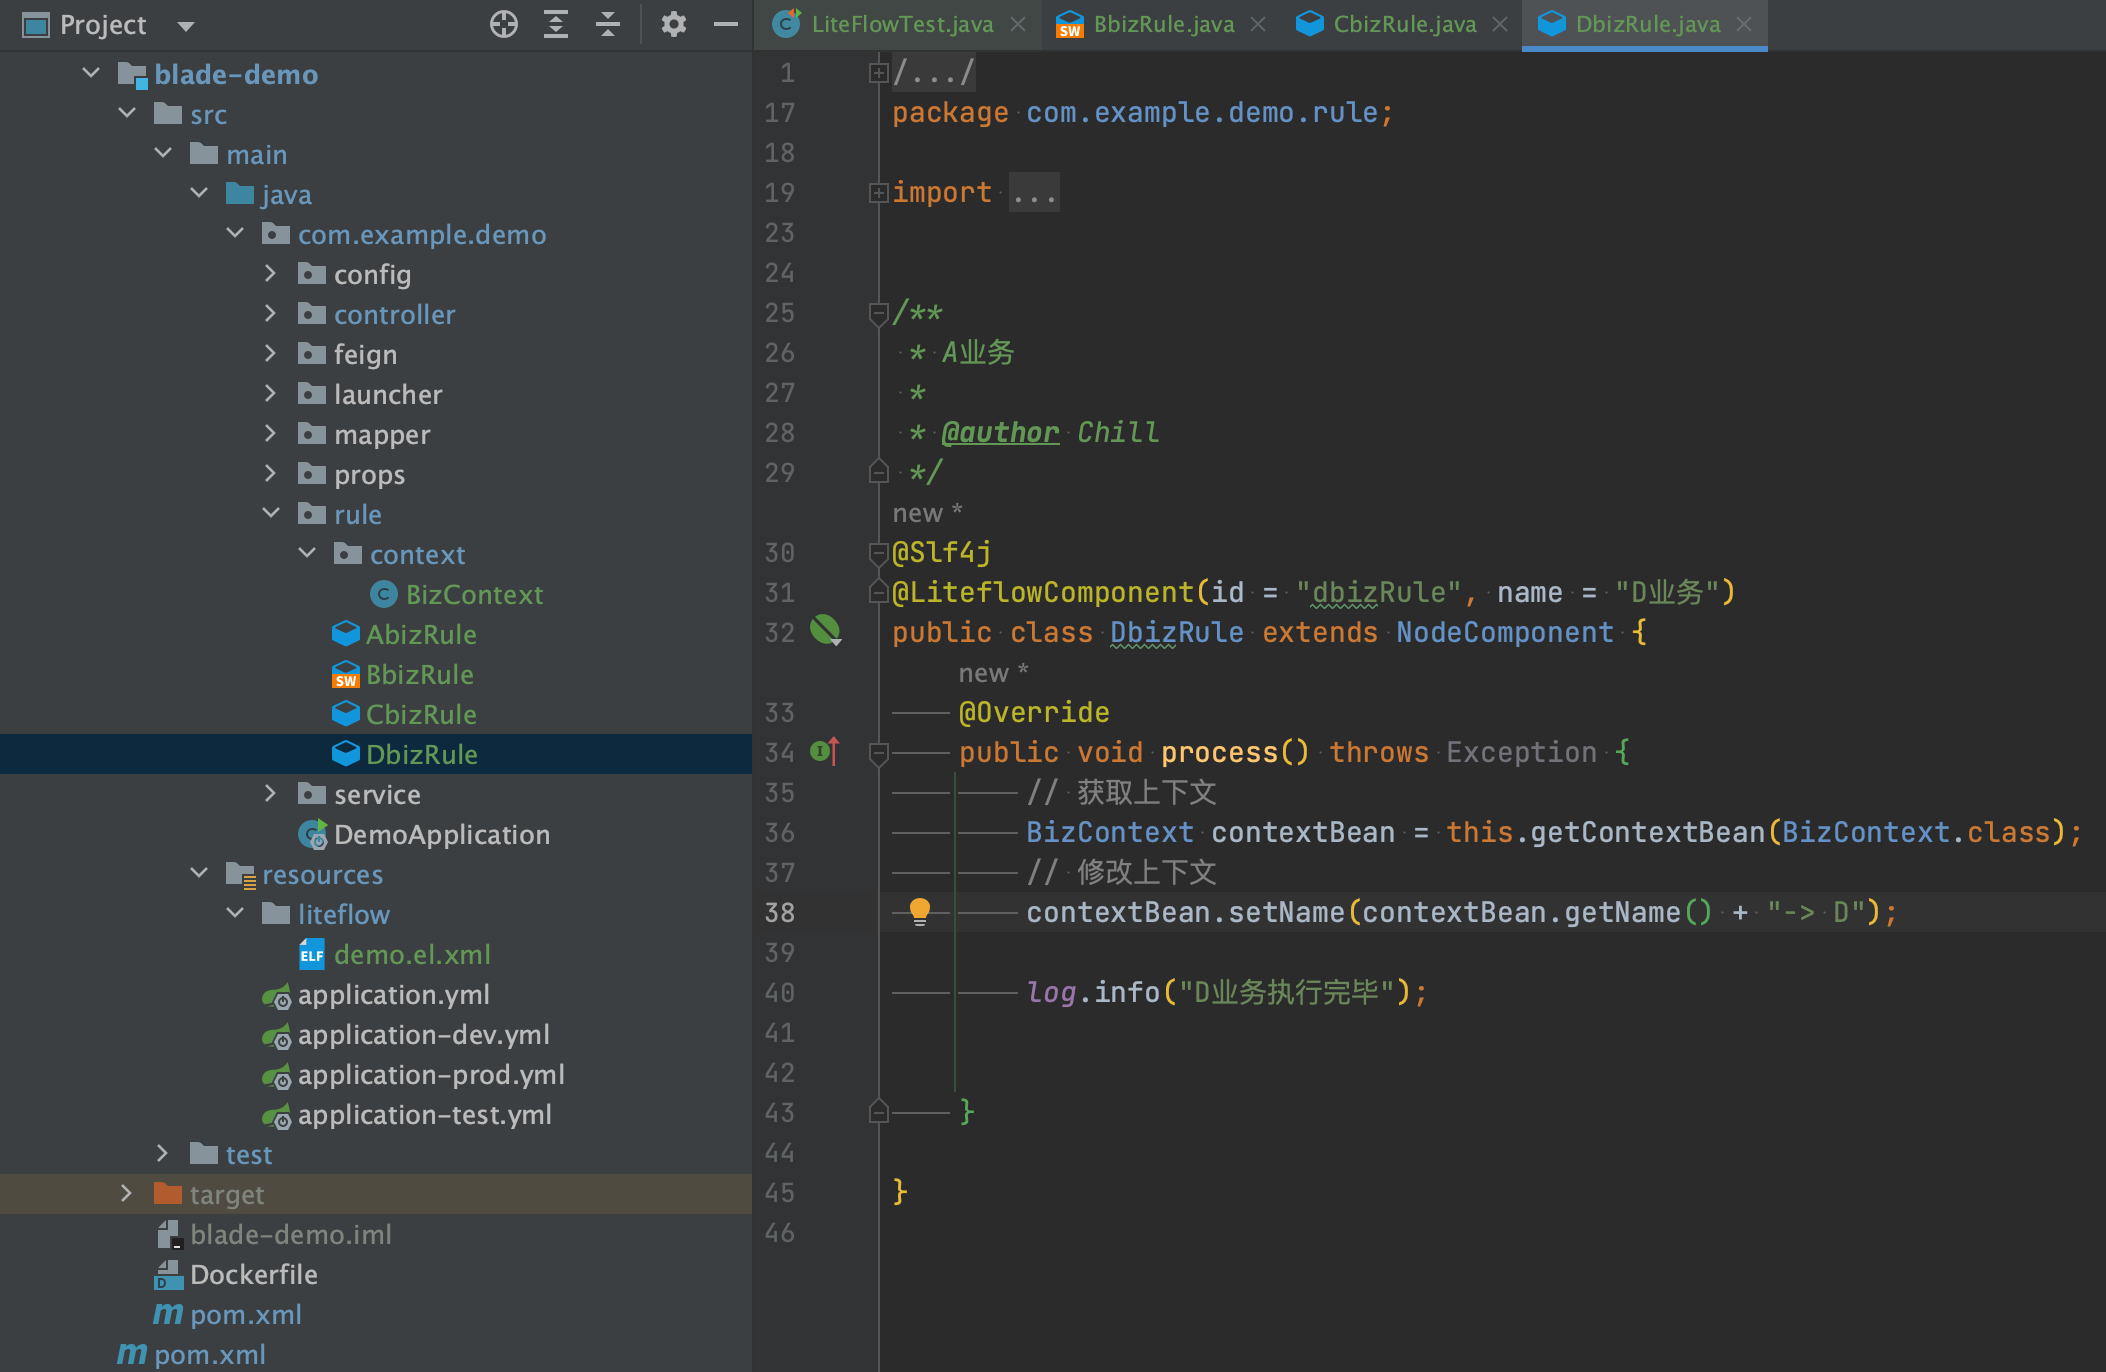 Project
blade-demo
src
main
java
com.example.demo
config
controller
feign
launcher
mapper
props
rule
context
BizContext
AbizRule
BbizRule
CbizRule
DbizRule
service
DemoApplication
resources
liteflow
demo.el.xml
application.yml
application-dev.yml
application-prod.yml
application-test.yml
test
target
blade-demo.iml
Dockerfile
pom.xml
pom.xml
LiteFlowTest.java BbizRule.java CbizRule.java DbizRule.java
1 /.../
17 package com.example.demo.rule;
18
19 import ...
23
24
25 /**
26 * A业务
27 *
28 * @author Chill
29 */
new *
30 @Slf4j
31 @LiteflowComponent(id = "dbizRule", name = "D业务")
32 public class DbizRule extends NodeComponent {
new *
33 @Override
34 public void process() throws Exception {
35 // 获取上下文
36 BizContext contextBean = this.getContextBean(BizContext.class);
37 // 修改上下文
38 contextBean.setName(contextBean.getName() + "-> D");
39
40 log.info("D业务执行完毕");
41
42
43 }
44
45 }
46